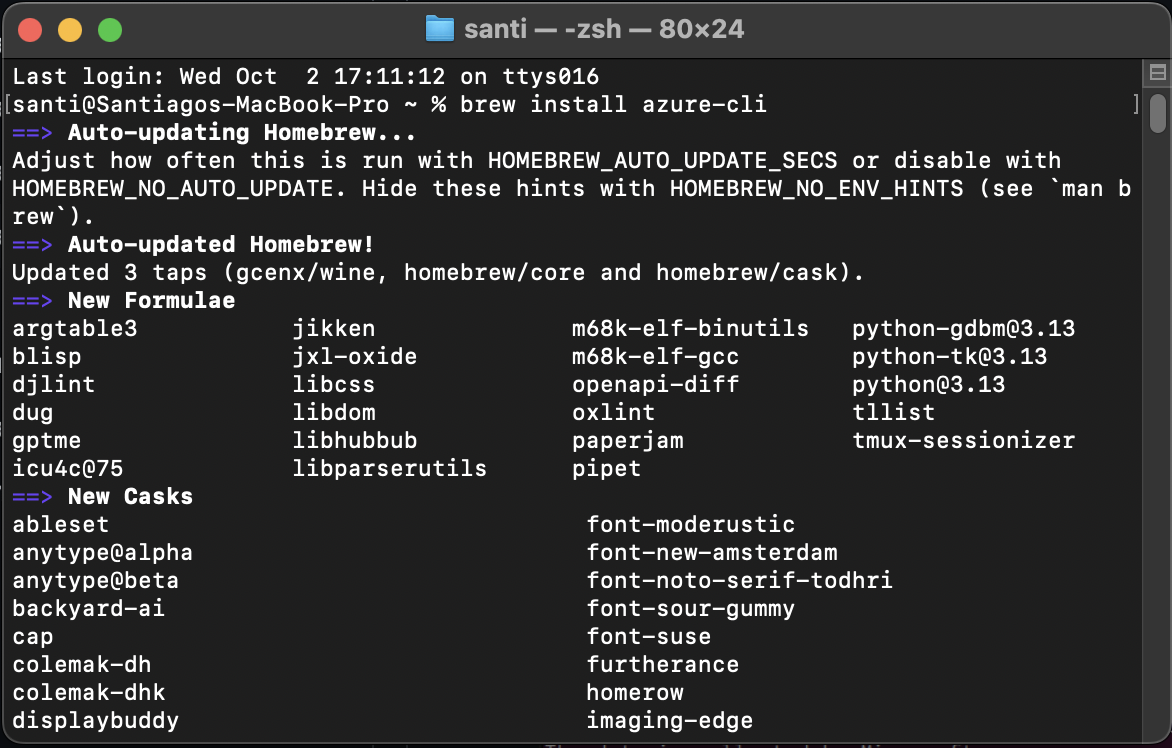 santi — -zsh — 80×24
Last login: Wed Oct  2 17:11:12 on ttys016
[santi@Santiagos-MacBook-Pro ~ % brew install azure-cli ]
==> Auto-updating Homebrew...
Adjust how often this is run with HOMEBREW_AUTO_UPDATE_SECS or disable with
HOMEBREW_NO_AUTO_UPDATE. Hide these hints with HOMEBREW_NO_ENV_HINTS (see `man b
rew`).
==> Auto-updated Homebrew!
Updated 3 taps (gcenx/wine, homebrew/core and homebrew/cask).
==> New Formulae
argtable3 jikken m68k-elf-binutils python-gdbm@3.13
blisp jxl-oxide m68k-elf-gcc python-tk@3.13
djlint libcss openapi-diff python@3.13
dug libdom oxlint tllist
gptme libhubbub paperjam tmux-sessionizer
icu4c@75 libparserutils pipet
==> New Casks
ableset font-moderustic
anytype@alpha font-new-amsterdam
anytype@beta font-noto-serif-todhri
backyard-ai font-sour-gummy
cap font-suse
colemak-dh furtherance
colemak-dhk homerow
displaybuddy imaging-edge